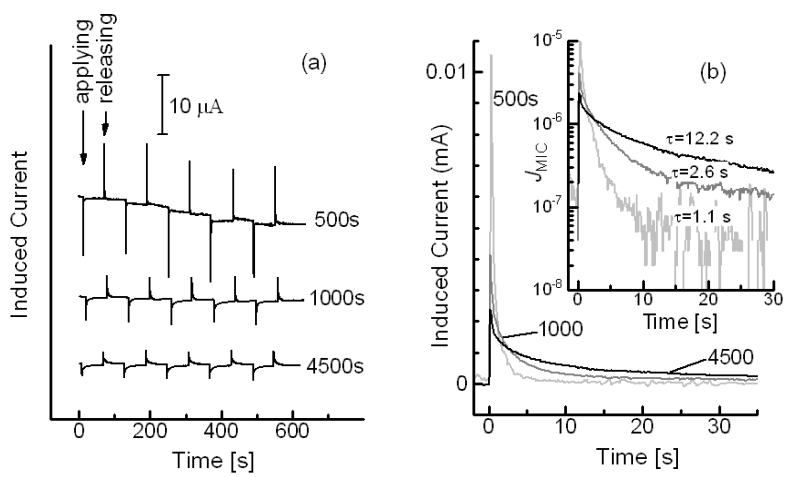 applying
releasing
(a)
10 μA
500s
1000s
4500s
Induced Current
0
200
400
600
Time [s]
(b)
0.01
0
500s
1000
4500
Induced Current (mA)
0
10
20
30
Time [s]
10-5
10-6
10-7
10-8
JMIC
τ=12.2 s
τ=2.6 s
τ=1.1 s
0
10
20
30
Time [s]